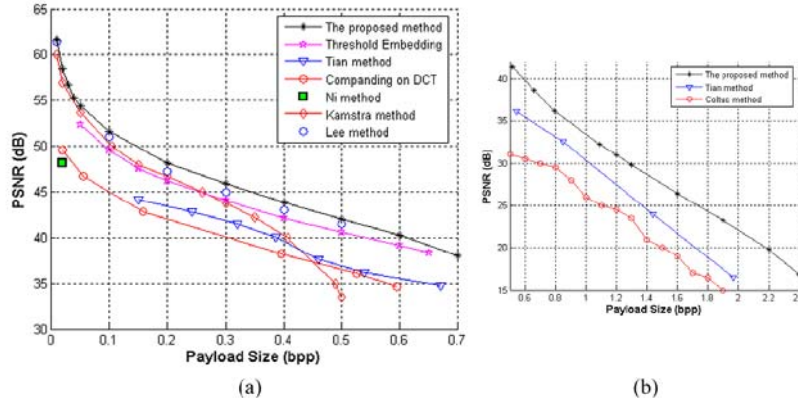 65
60
55
50
45
40
35
30
PSNR (dB)
0
0.1
0.2
0.3
0.4
0.5
0.6
0.7
Payload Size (bpp)
The proposed method
Threshold Embedding
Tian method
Companding on DCT
Ni method
Kamstra method
Lee method
(a)
40
35
30
25
20
15
PSNR (dB)
0.5
0.6
0.8
1
1.2
1.4
1.6
1.8
2
2.2
Payload Size (bpp)
The proposed method
Tian method
Coltuc method
(b)